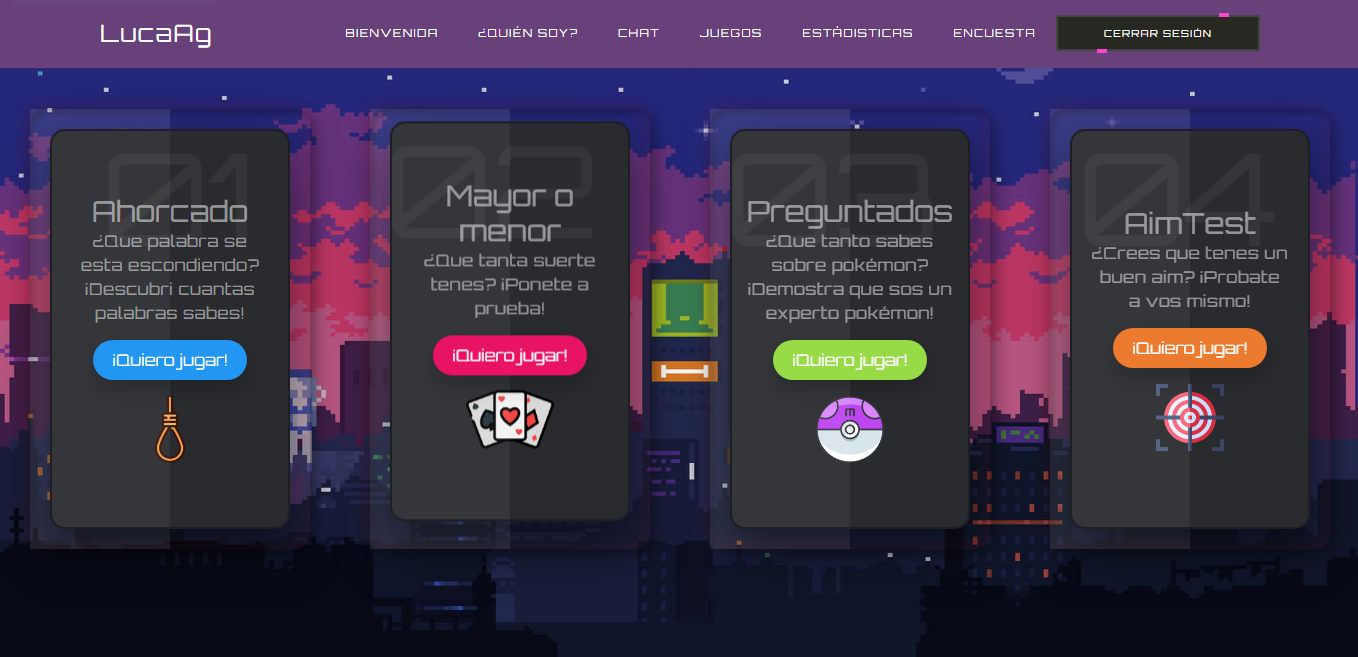 LucaAg
BIENVENIDA
¿QUIÉN SOY?
CHAT
JUEGOS
ESTÁDISTICAS
ENCUESTA
CERRAR SESIÓN
01
Ahorcado
¿Que palabra se
esta escondiendo?
¡Descubri cuantas
palabras sabes!
¡Quiero jugar!
02
Mayor o
menor
¿Que tanta suerte
tenes? ¡Ponete a
prueba!
¡Quiero jugar!
03
Preguntados
¿Que tanto sabes
sobre pokémon?
¡Demostra que sos un
experto pokémon!
¡Quiero jugar!
m
04
AimTest
¿Crees que tenes un
buen aim? ¡Probate
a vos mismo!
¡Quiero jugar!